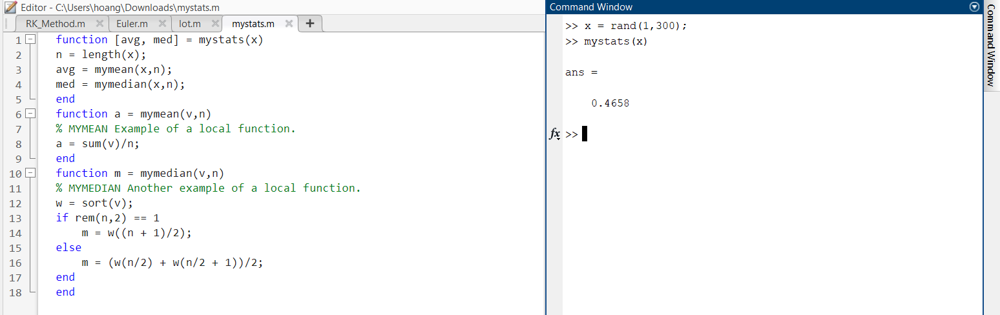 Editor - C:\Users\hoang\Downloads\mystats.m
RK_Method.m Euler.m Iot.m mystats.m +
1 function [avg, med] = mystats(x)
2 n = length(x);
3 avg = mymean(x,n);
4 med = mymedian(x,n);
5 end
6 function a = mymean(v,n)
7 % MYMEAN Example of a local function.
8 a = sum(v)/n;
9 end
10 function m = mymedian(v,n)
11 % MYMEDIAN Another example of a local function.
12 w = sort(v);
13 if rem(n,2) == 1
14 m = w((n + 1)/2);
15 else
16 m = (w(n/2) + w(n/2 + 1))/2;
17 end
18 end
Command Window
>> x = rand(1,300);
>> mystats(x)
ans =
0.4658
fx >>
Command Window